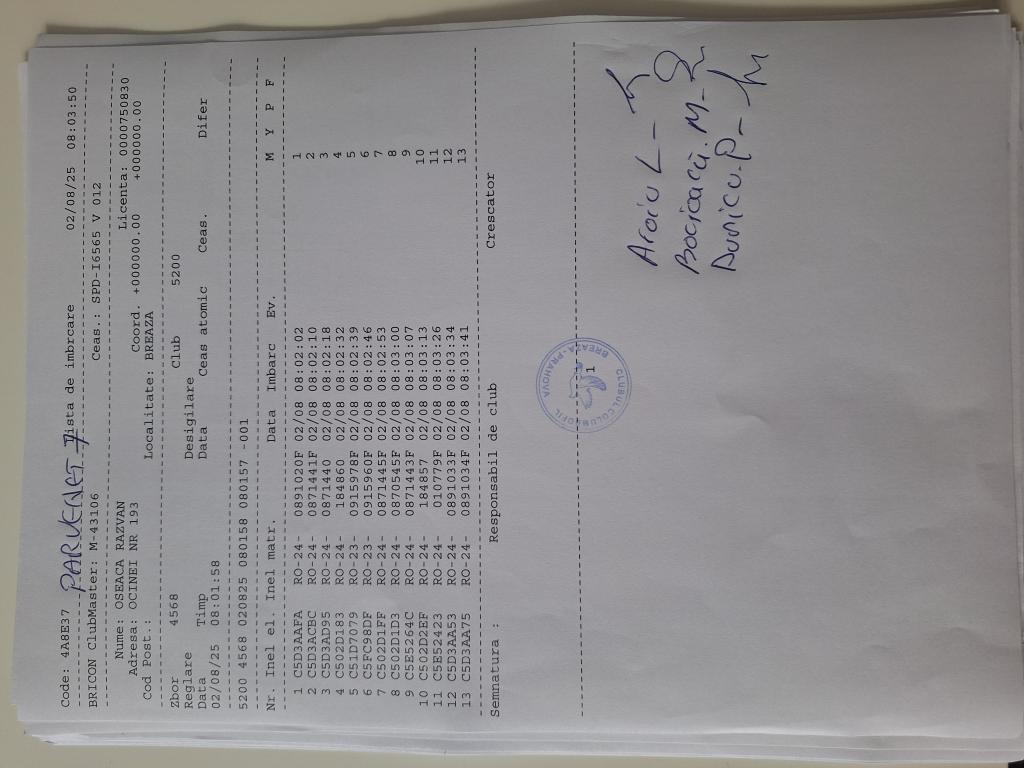 Code: 4A8E37 PARVENET 7 Lista de imbrcare 02/08/25 08:03:50
BRICON ClubMaster: M-43106 Ceas.: SPD-I6565 V 012
Nume: OSEACA RAZVAN Licenta: 0000750830
Adresa: OCINEI NR 193 Coord. +000000.00 +000000.00
Cod Post.: Localitate: BREAZA
Zbor 4568 Club 5200
Reglare Desigilare
Data Timp Data Ceas atomic Ceas. Difer
02/08/25 08:01:58
5200 4568 020825 080158 080157 -001
Nr. Inel el. Inel matr. Data Imbarc Ev. M Y P F
1 C5D3AAFA RO-24- 0891020F 02/08 08:02:02 1
2 C5D3ACBC RO-24- 0871441F 02/08 08:02:10 2
3 C5D3AD95 RO-24- 0871440 02/08 08:02:18 3
4 C502D183 RO-24- 184860 02/08 08:02:32 4
5 C51D7079 RO-23- 0915978F 02/08 08:02:39 5
6 C5FC98DF RO-23- 0915960F 02/08 08:02:46 6
7 C502D1FF RO-24- 0871445F 02/08 08:02:53 7
8 C502D1D3 RO-24- 0870545F 02/08 08:03:00 8
9 C5E5264C RO-24- 0871443F 02/08 08:03:07 9
10 C502D2EF RO-24- 184857 02/08 08:03:13 10
11 C5E52423 RO-24- 010779F 02/08 08:03:26 11
12 C5D3AA53 RO-24- 0891033F 02/08 08:03:34 12
13 C5D3AA75 RO-24- 0891034F 02/08 08:03:41 13
Semnatura : Responsabil de club Crescator
CLUBUL COLUMBOFIL
BREAZA-PRAHOVA
1